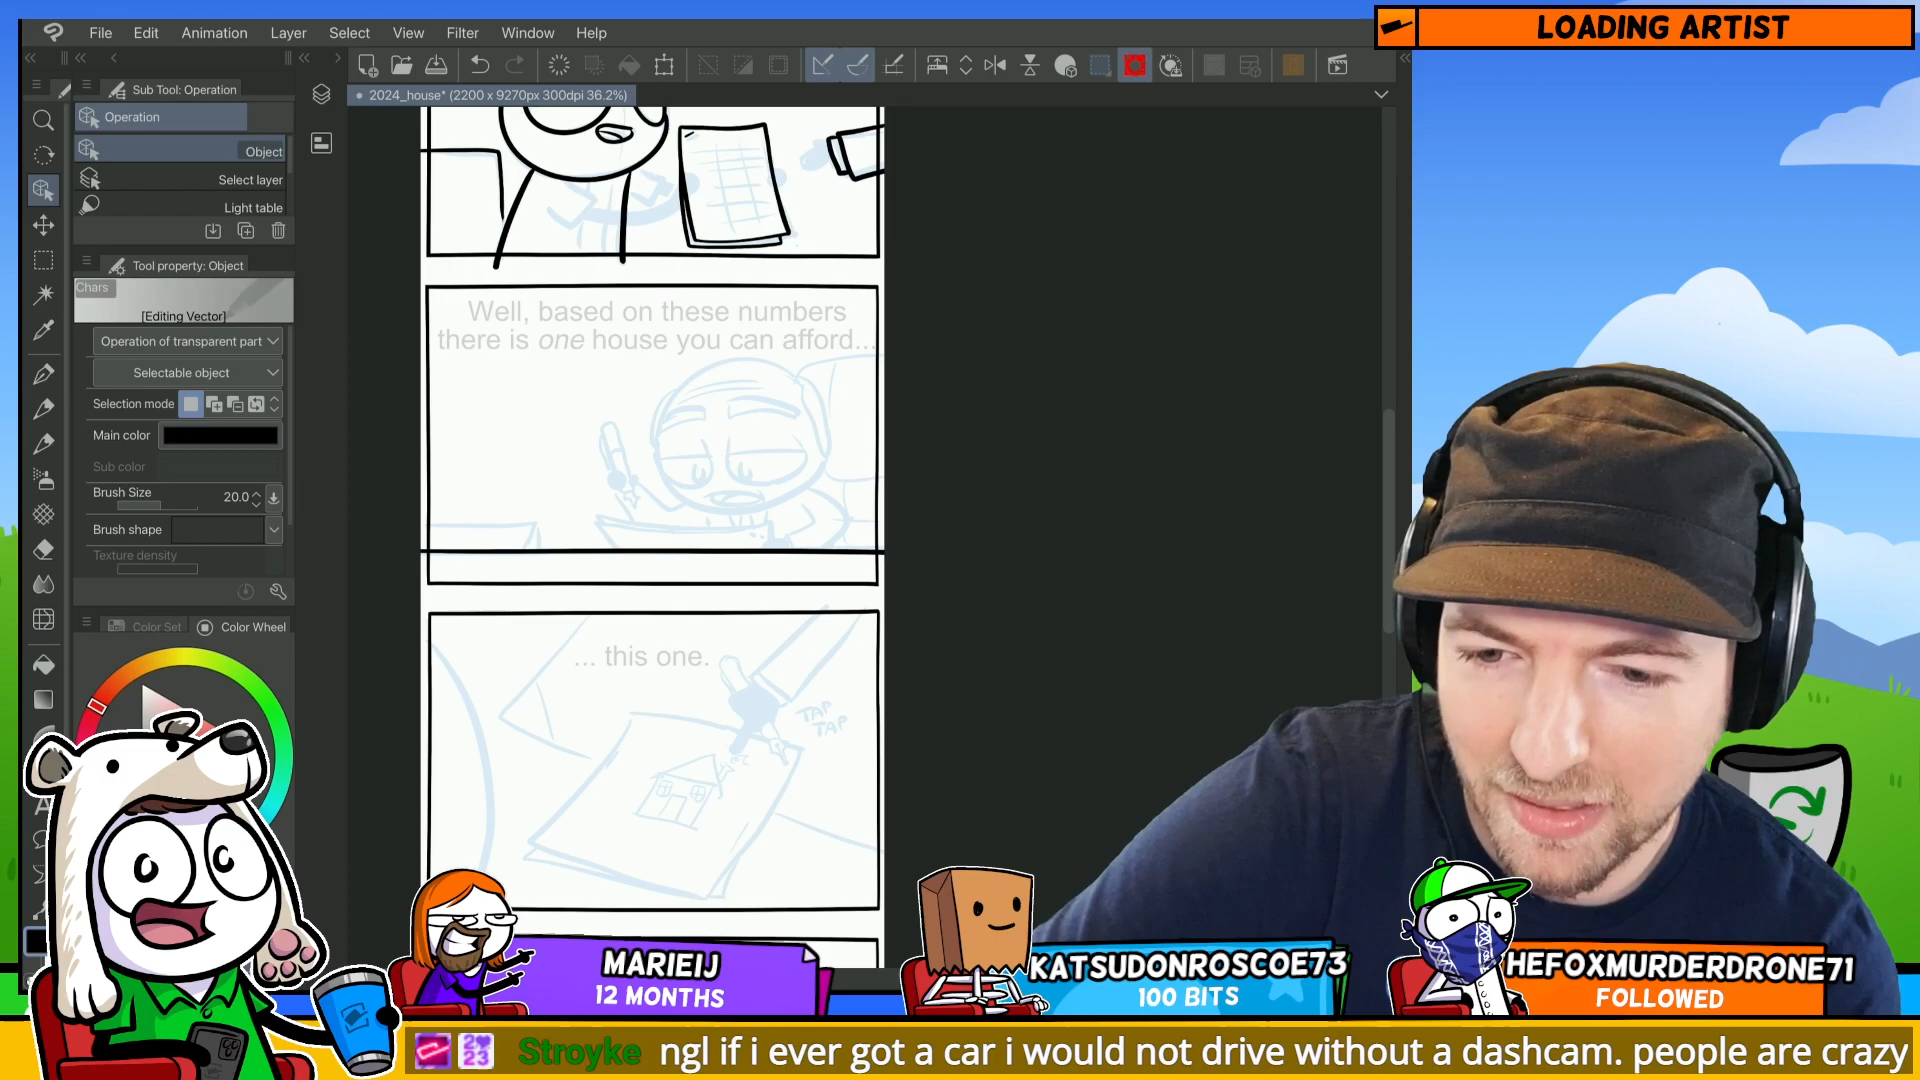 LOADING ARTIST
File Edit Animation Layer Select View Filter Window Help
Sub Tool: Operation
2024_house* (2200 x 9270px 300dpi 36.2%)
Operation
Object
Select layer
Light table
Tool property: Object
Chars
[Editing Vector]
Operation of transparent part
Selectable object
Selection mode
Main color
Sub color
Brush Size 20.0
Brush shape
Texture density
Color Set Color Wheel
Well, based on these numbers
there is one house you can afford...
... this one.
TAP
TAP
MARIEIJ
12 MONTHS
KATSUDONROSCOE73
100 BITS
HEFOXMURDERDRONE71
FOLLOWED
2023
Stroyke ngl if i ever got a car i would not drive without a dashcam. people are crazy